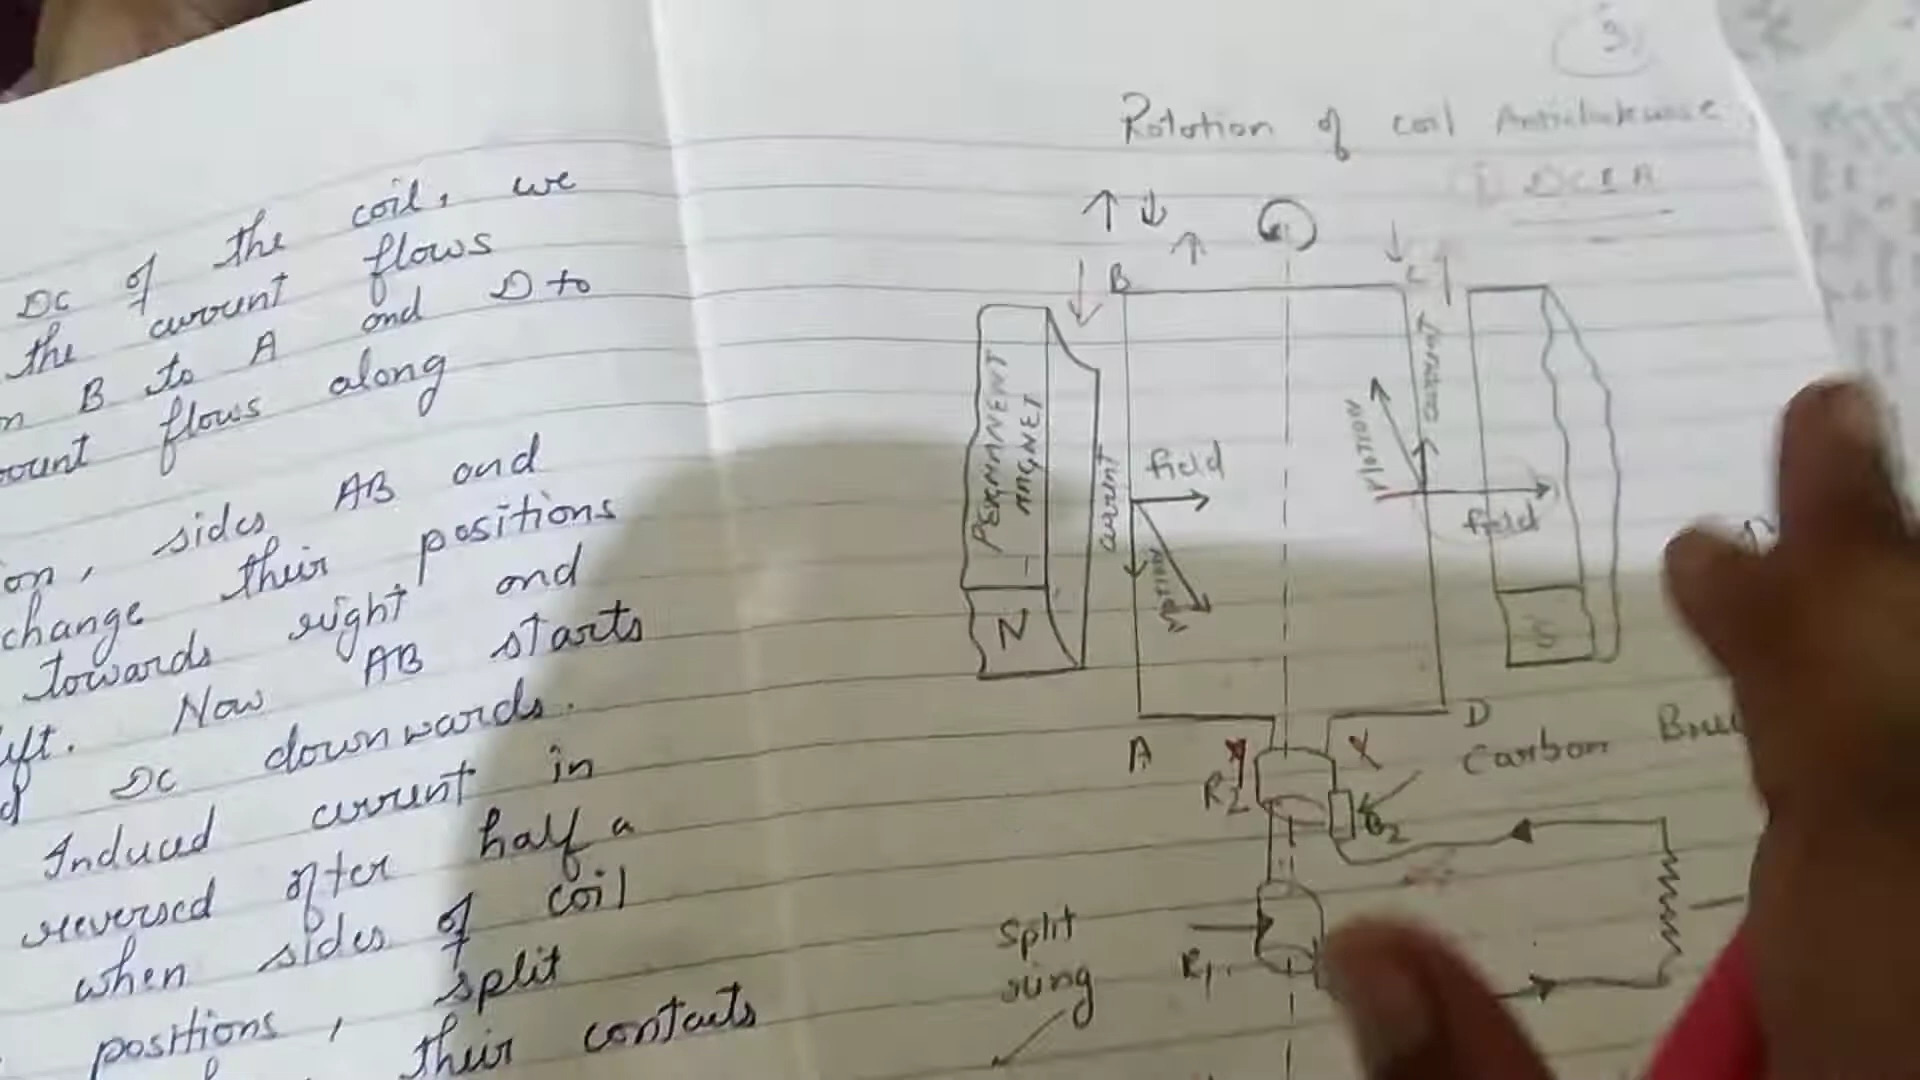 Dc of the coil, we
the current flows
B to A and D to
flows along
sides AB and
change their positions
towards right and
Now AB starts
Dc downwards.
Induced current in
reversed after half a
when sides of coil
positions, split
their contacts
Rotation of coil Anticlockwise
B
C
PERMANENT
MAGNET
N
current
field
MOTION
MOTION
CURRENT
field
S
A
D
Carbon
R2
B2
Split
ring
R1